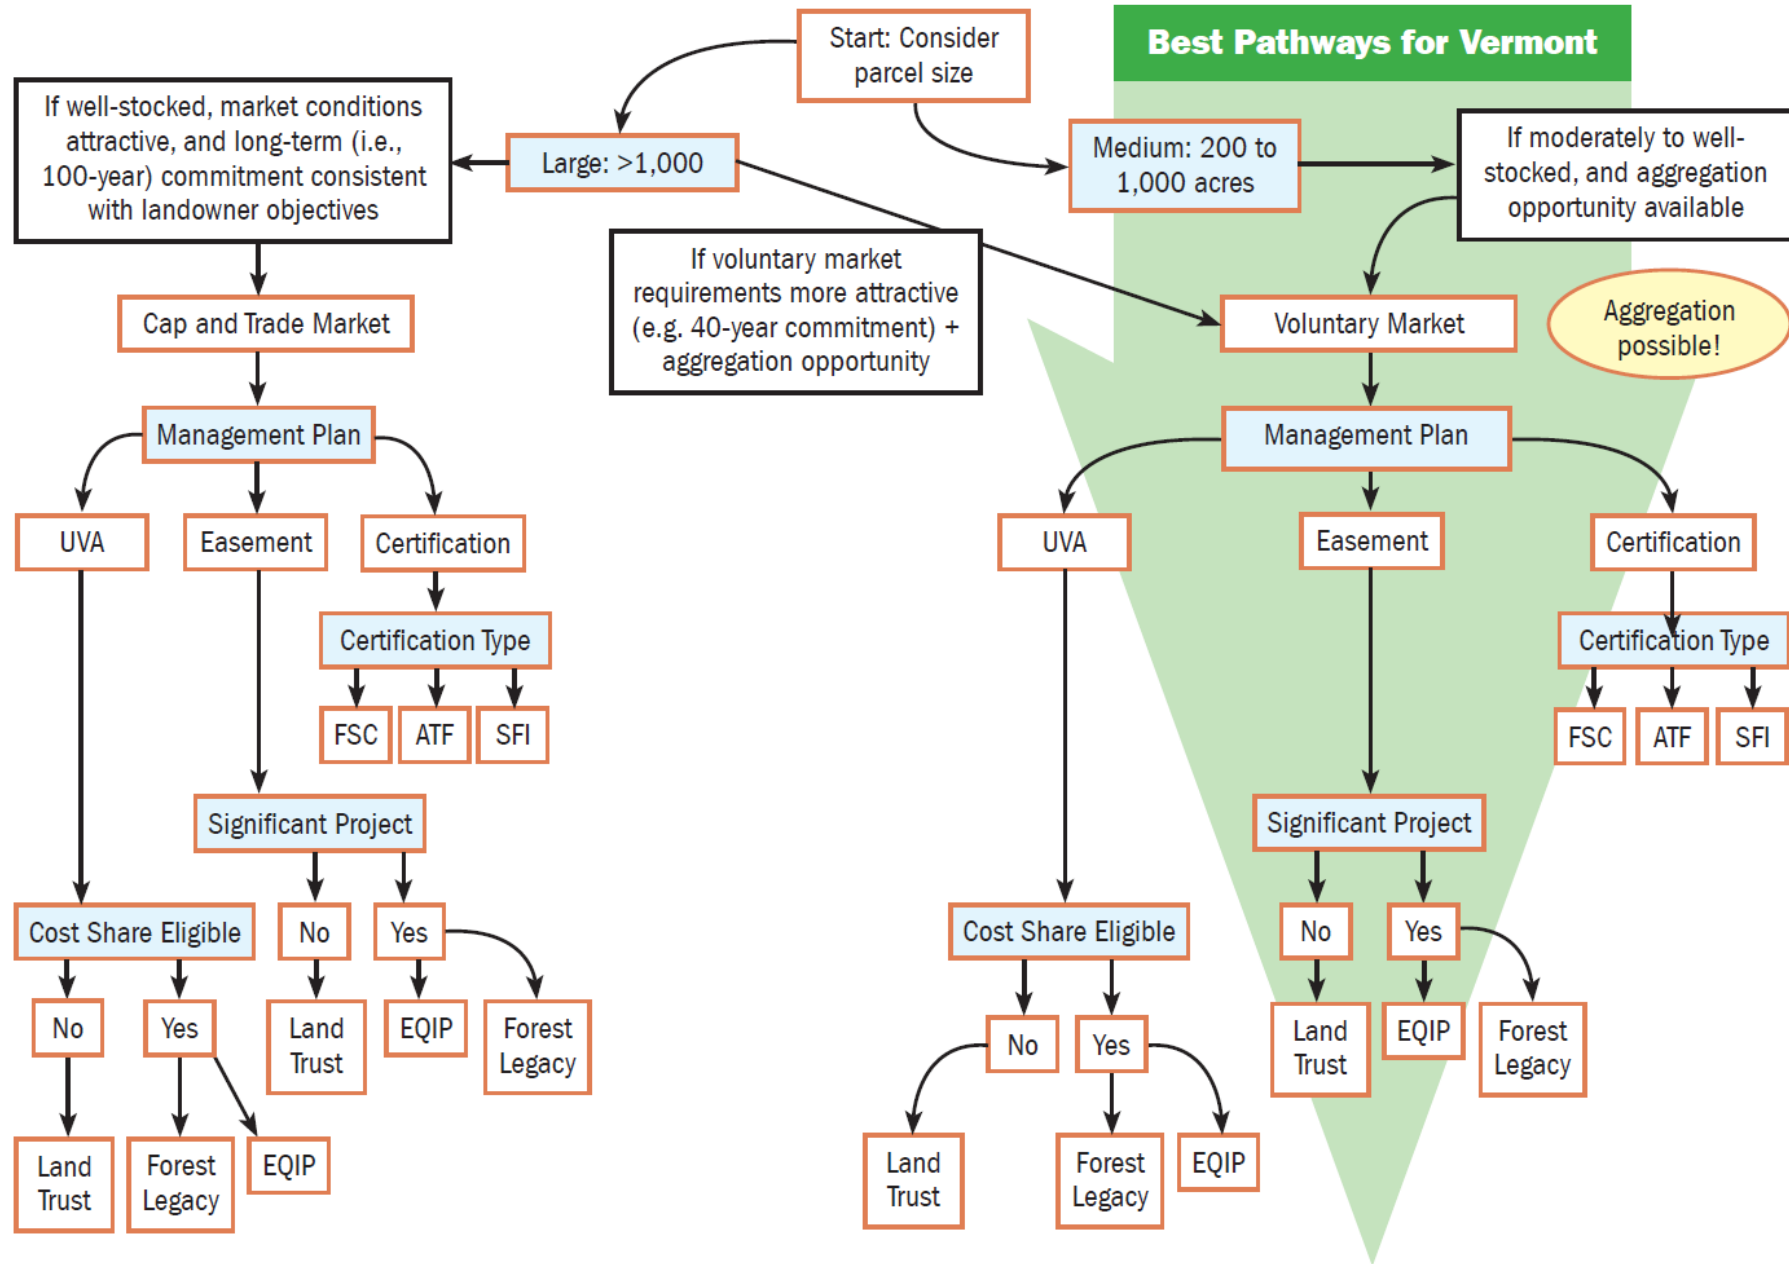 Start: Consider
parcel size
Best Pathways for Vermont
If well-stocked, market conditions
attractive, and long-term (i.e.,
100-year) commitment consistent
with landowner objectives
Large: >1,000
Medium: 200 to
1,000 acres
If moderately to well-
stocked, and aggregation
opportunity available
If voluntary market
requirements more attractive
(e.g. 40-year commitment) +
aggregation opportunity
Cap and Trade Market
Voluntary Market
Aggregation
possible!
Management Plan
UVA
Easement
Certification
Certification Type
FSC
ATF
SFI
Significant Project
Cost Share Eligible
No
Yes
No
Yes
Land
Trust
EQIP
Forest
Legacy
Land
Trust
Forest
Legacy
EQIP
Management Plan
UVA
Easement
Certification
Certification Type
FSC
ATF
SFI
Significant Project
Cost Share Eligible
No
Yes
No
Yes
Land
Trust
EQIP
Forest
Legacy
Land
Trust
Forest
Legacy
EQIP